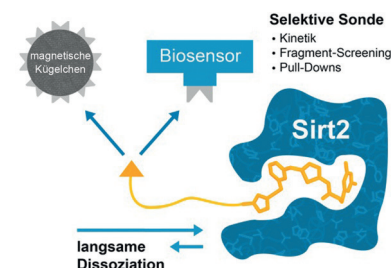 magnetische
Kügelchen
Biosensor
Selektive Sonde
• Kinetik
• Fragment-Screening
• Pull-Downs
Sirt2
langsame
Dissoziation